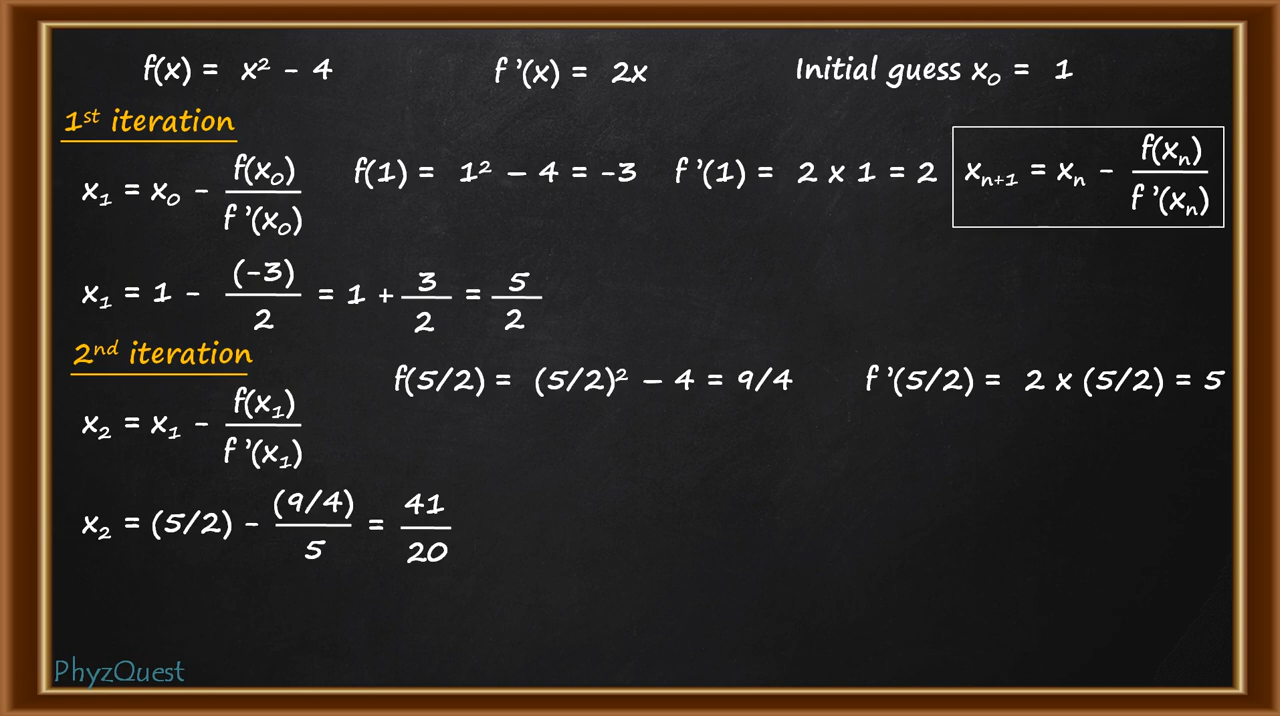 f(x) = x² – 4 f'(x) = 2x Initial guess x₀ = 1
1ˢᵗ iteration
x₁ = x₀ - f(x₀) / f'(x₀) f(1) = 1² – 4 = -3 f'(1) = 2 x 1 = 2 xₙ₊₁ = xₙ - f(xₙ) / f'(xₙ)
x₁ = 1 - (-3) / 2 = 1 + 3 / 2 = 5 / 2
2ⁿᵈ iteration
f(5/2) = (5/2)² – 4 = 9/4 f'(5/2) = 2 x (5/2) = 5
x₂ = x₁ - f(x₁) / f'(x₁)
x₂ = (5/2) - (9/4) / 5 = 41 / 20
PhyzQuest